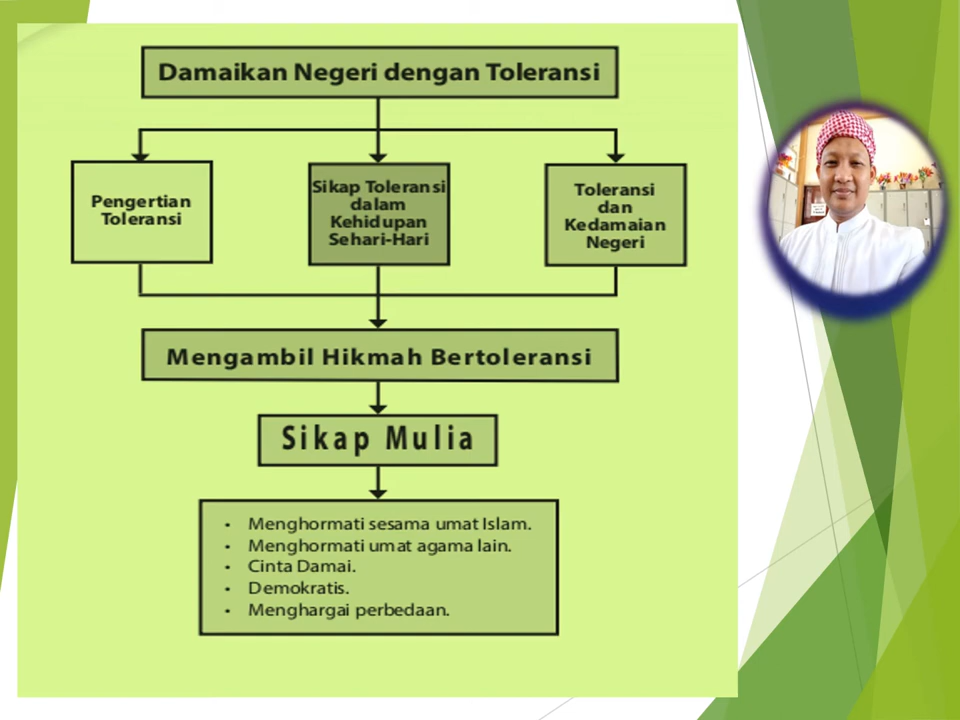 Damaikan Negeri dengan Toleransi
Pengertian
Toleransi
Sikap Toleransi
dalam
Kehidupan
Sehari-Hari
Toleransi
dan
Kedamaian
Negeri
Mengambil Hikmah Bertoleransi
Sikap Mulia
• Menghormati sesama umat Islam.
• Menghormati umat agama lain.
• Cinta Damai.
• Demokratis.
• Menghargai perbedaan.